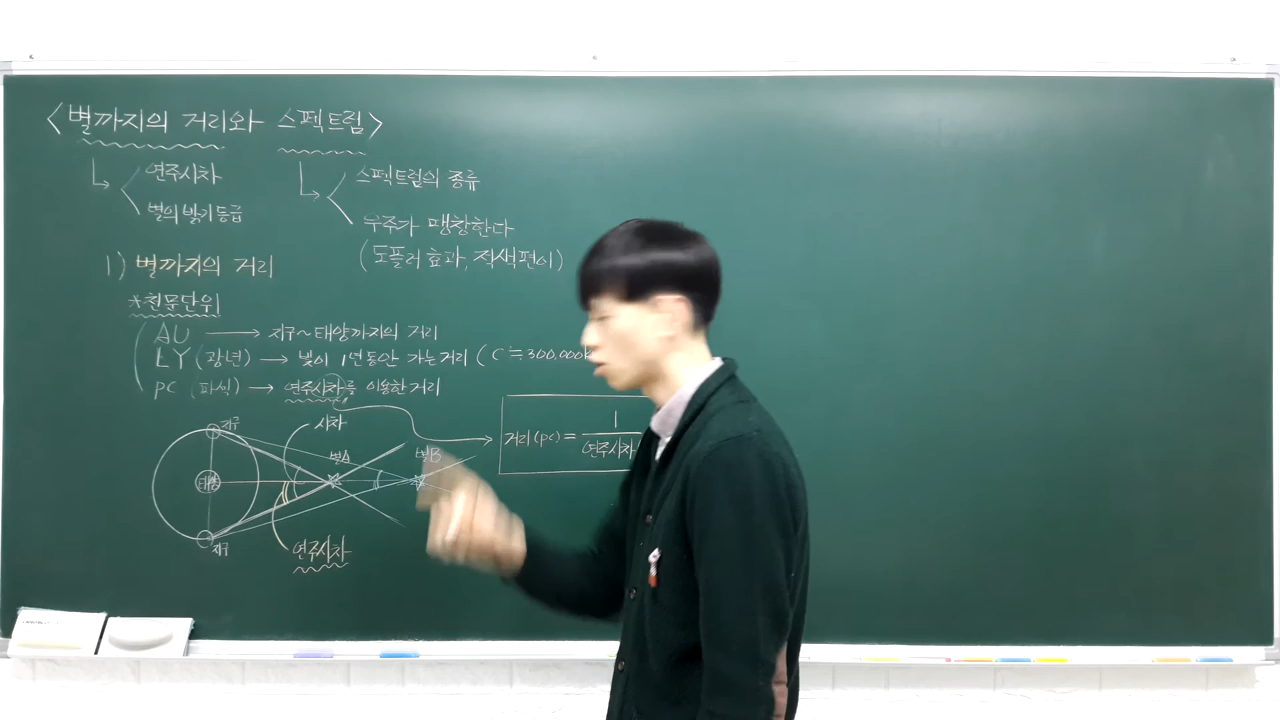 <별까지의 거리와 스펙트럼>
연주시차
별의 밝기 등급
스펙트럼의 종류
우주가 팽창한다
(도플러 효과, 적색편이)
1) 별까지의 거리
*천문단위
AU → 지구~태양까지의 거리
LY (광년) → 빛이 1년동안 가는 거리 (C≒300,000k
pc (파섹) → 연주시차를 이용한 거리
지구
시차
별A
별B
태양
지구
연주시차
거리(pc) = 1 / 연주시차